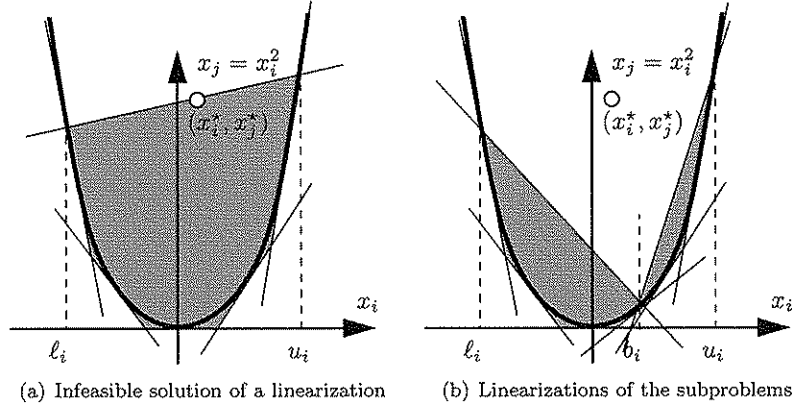 x_j = x_i^2
(x_i^*, x_j^*)
x_i
ℓ_i
u_i
(a) Infeasible solution of a linearization
x_j = x_i^2
(x_i^*, x_j^*)
x_i
ℓ_i
b_i
u_i
(b) Linearizations of the subproblems